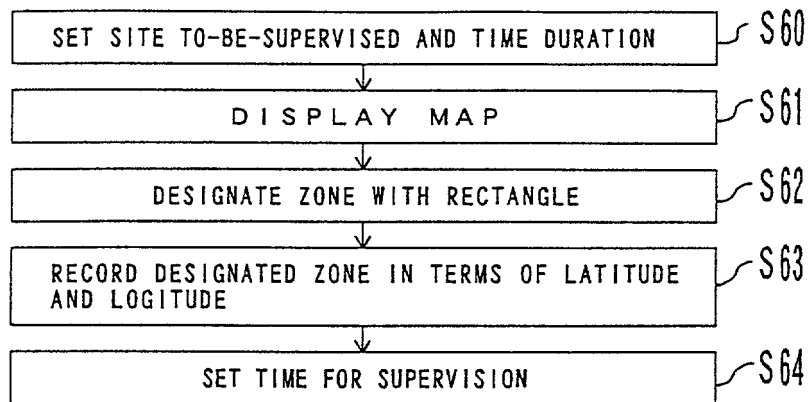 SET SITE TO-BE-SUPERVISED AND TIME DURATION S60
DISPLAY MAP S61
DESIGNATE ZONE WITH RECTANGLE S62
RECORD DESIGNATED ZONE IN TERMS OF LATITUDE S63
AND LOGITUDE
SET TIME FOR SUPERVISION S64